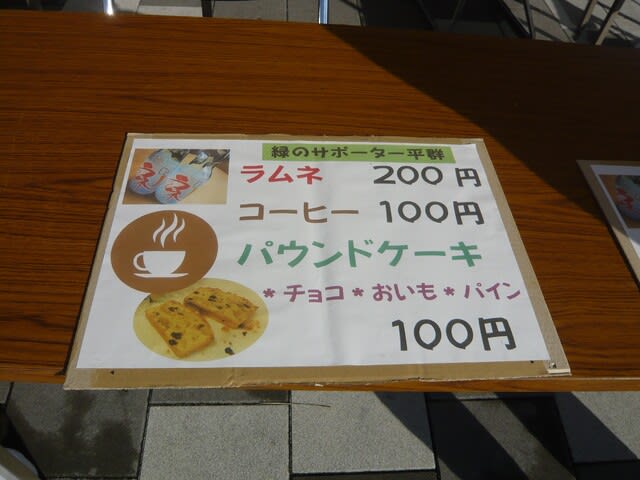 緑のサポーター平群
ラムネ 200円
コーヒー 100円
パウンドケーキ
*チョコ*おいも*パイン
100円